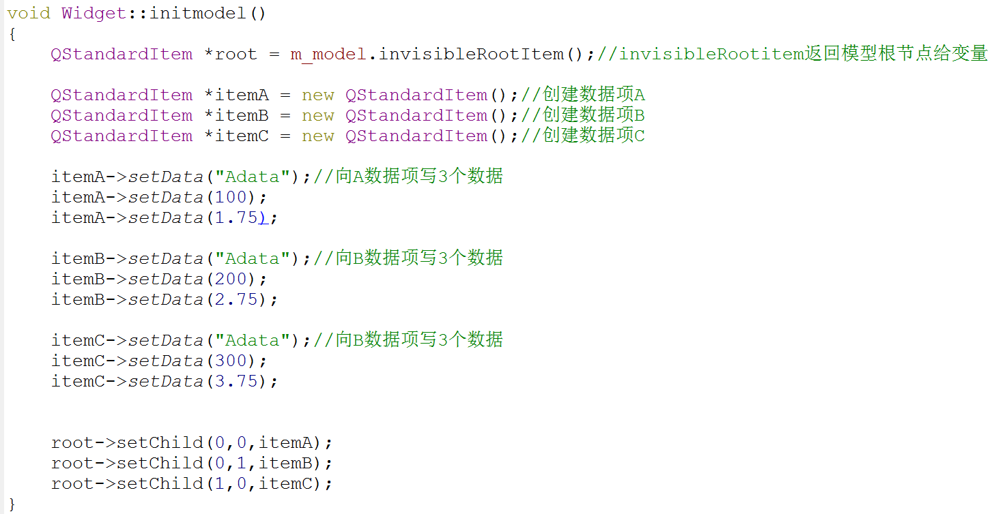 void Widget::initmodel()
{
    QStandardItem *root = m_model.invisibleRootItem();//invisibleRootitem返回模型根节点给变量
    QStandardItem *itemA = new QStandardItem();//创建数据项A
    QStandardItem *itemB = new QStandardItem();//创建数据项B
    QStandardItem *itemC = new QStandardItem();//创建数据项C
    itemA->setData("Adata");//向A数据项写3个数据
    itemA->setData(100);
    itemA->setData(1.75);
    itemB->setData("Adata");//向B数据项写3个数据
    itemB->setData(200);
    itemB->setData(2.75);
    itemC->setData("Adata");//向B数据项写3个数据
    itemC->setData(300);
    itemC->setData(3.75);
    root->setChild(0,0,itemA);
    root->setChild(0,1,itemB);
    root->setChild(1,0,itemC);
}